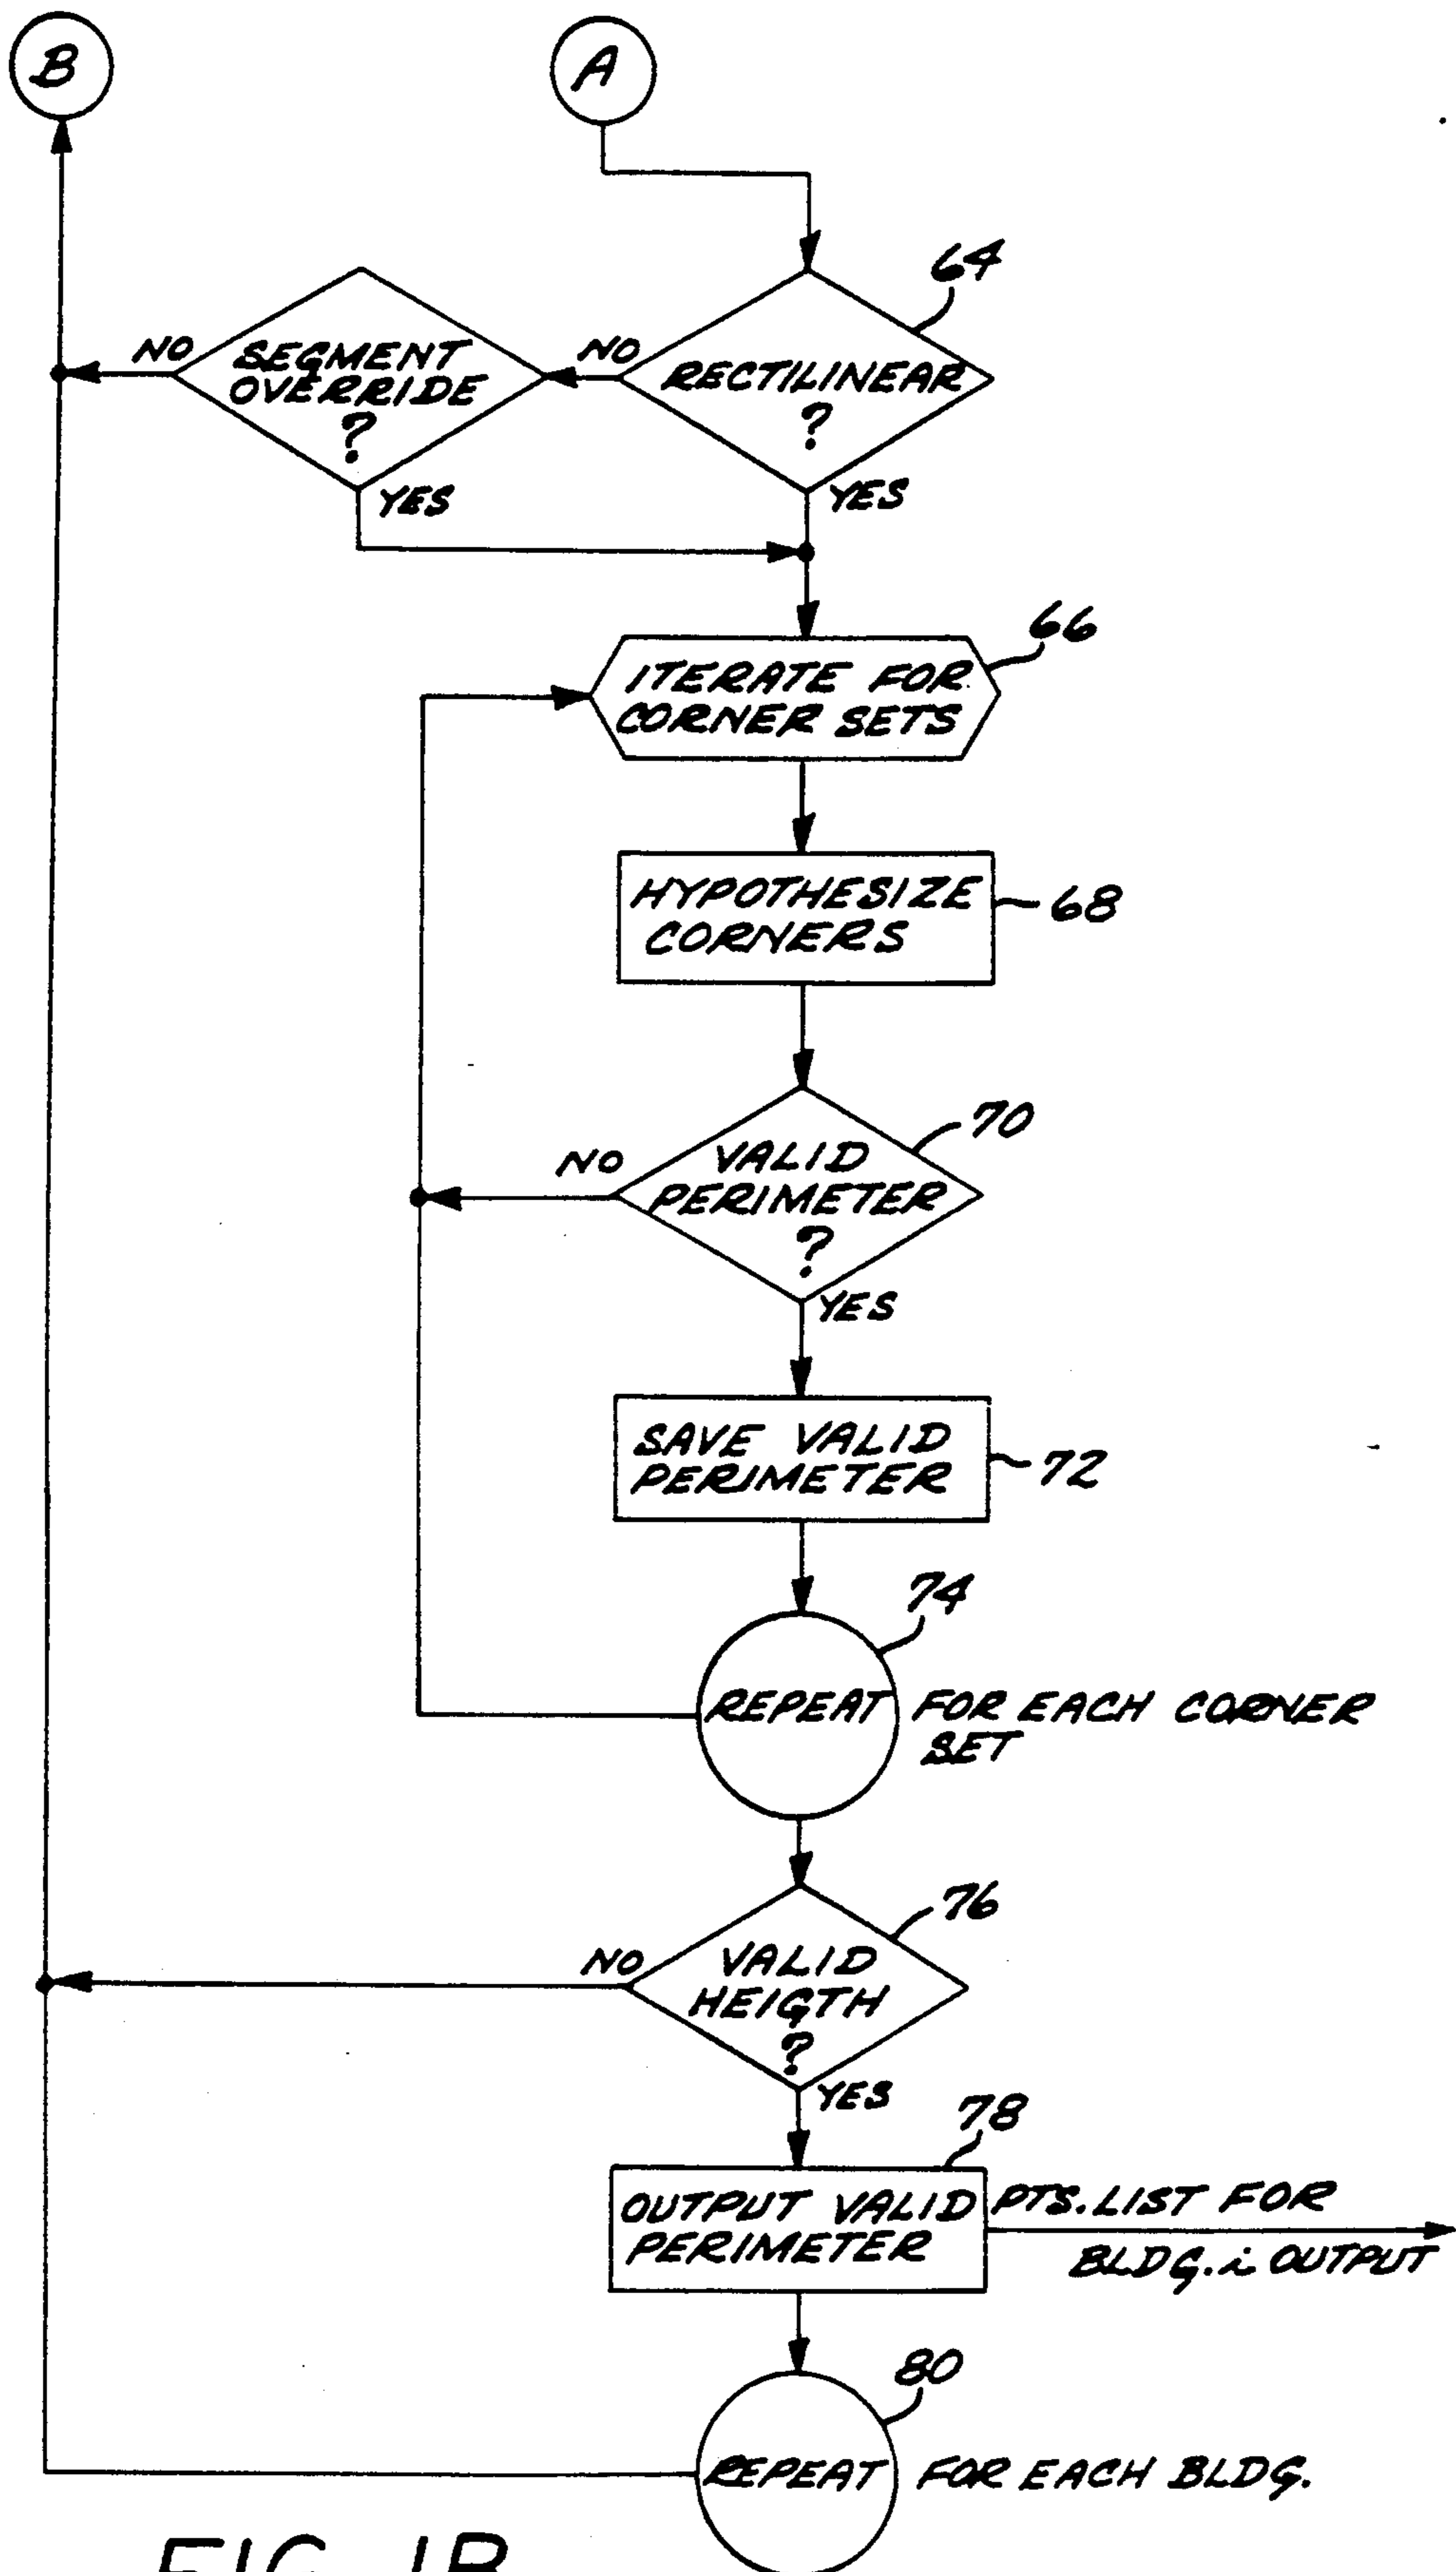 B
A
64
NO
SEGMENT
OVERRIDE
?
YES
NO
RECTILINEAR
?
YES
66
ITERATE FOR
CORNER SETS
HYPOTHESIZE
CORNERS
68
70
NO
VALID
PERIMETER
?
YES
SAVE VALID
PERIMETER
72
74
REPEAT FOR EACH CORNER
SET
76
NO
VALID
HEIGTH
?
YES
78
OUTPUT VALID
PERIMETER
PTS. LIST FOR
BLDG. i OUTPUT
80
REPEAT FOR EACH BLDG.
FIG. 1B